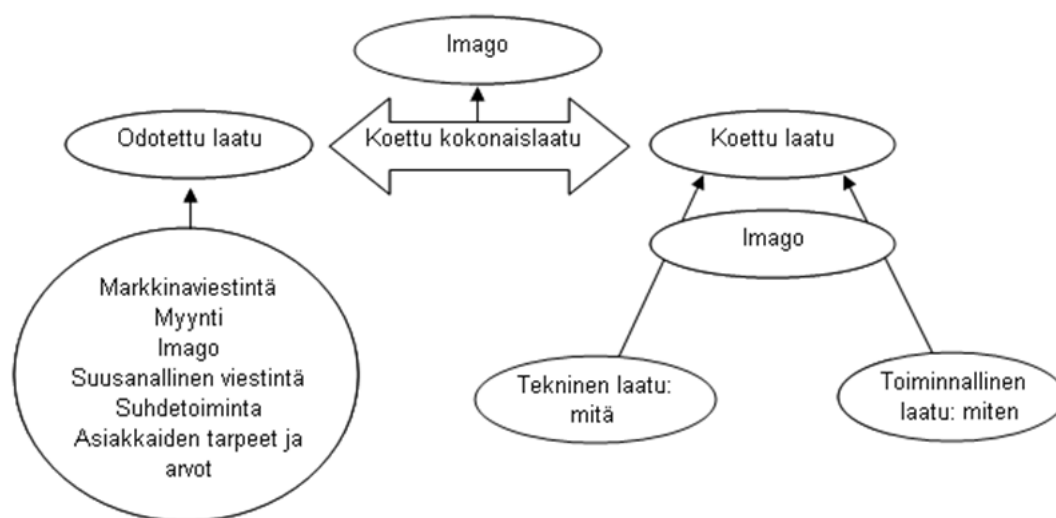 Imago
Odotettu laatu
Koettu kokonaislaatu
Koettu laatu
Imago
Markkinaviestintä
Myynti
Imago
Suusanallinen viestintä
Suhdetoiminta
Asiakkaiden tarpeet ja
arvot
Tekninen laatu:
mitä
Toiminnallinen
laatu: miten